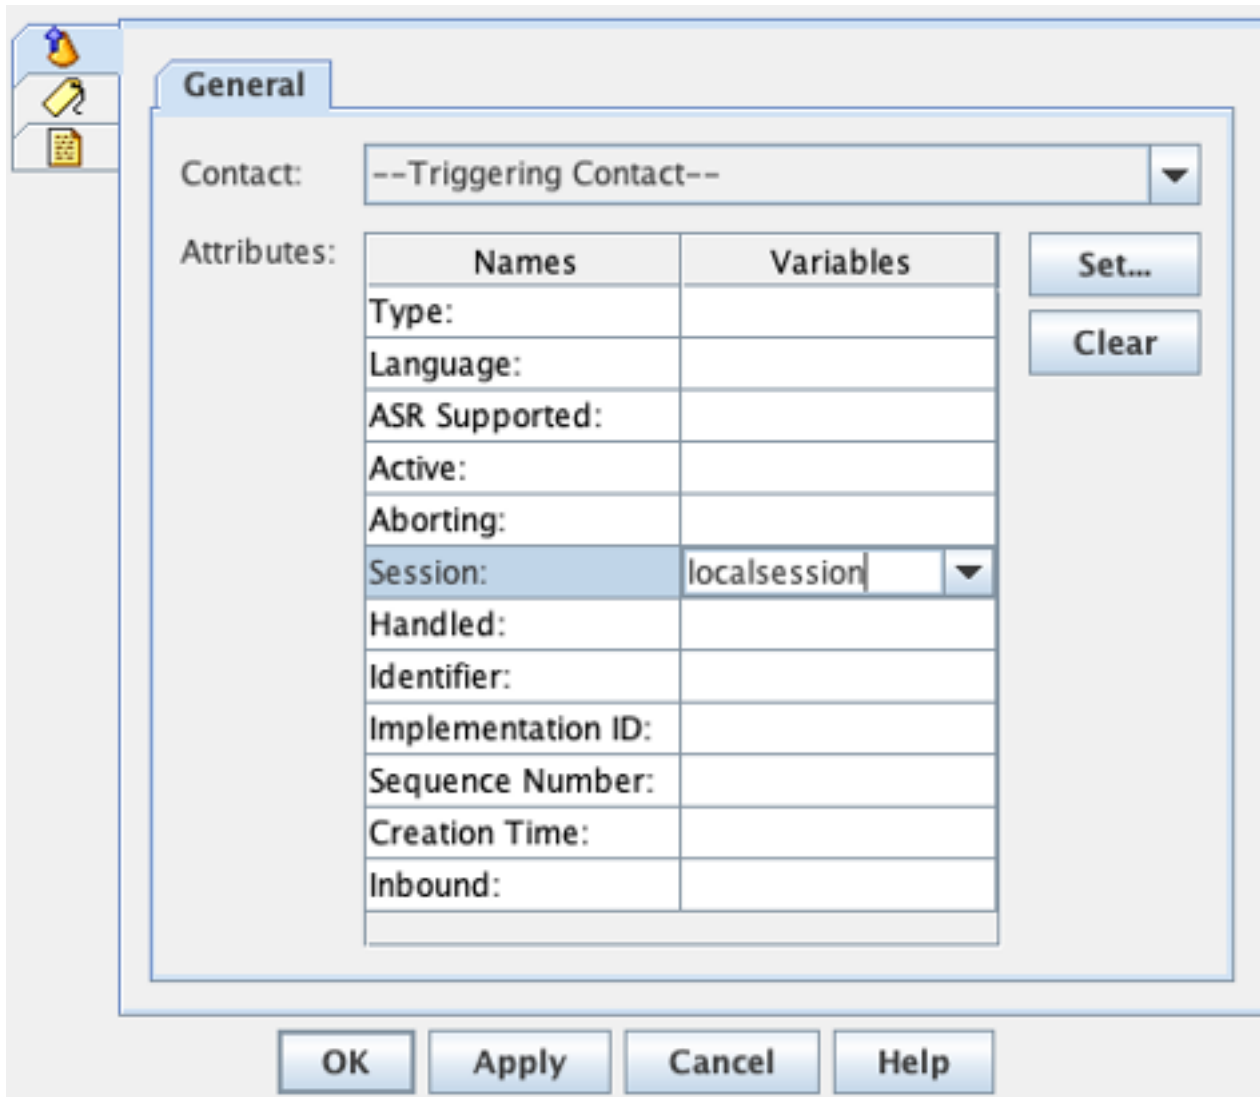 General
Contact: --Triggering Contact--
Attributes: Names Variables Set...
Type: Clear
Language:
ASR Supported:
Active:
Aborting:
Session: localsession
Handled:
Identifier:
Implementation ID:
Sequence Number:
Creation Time:
Inbound:
OK Apply Cancel Help